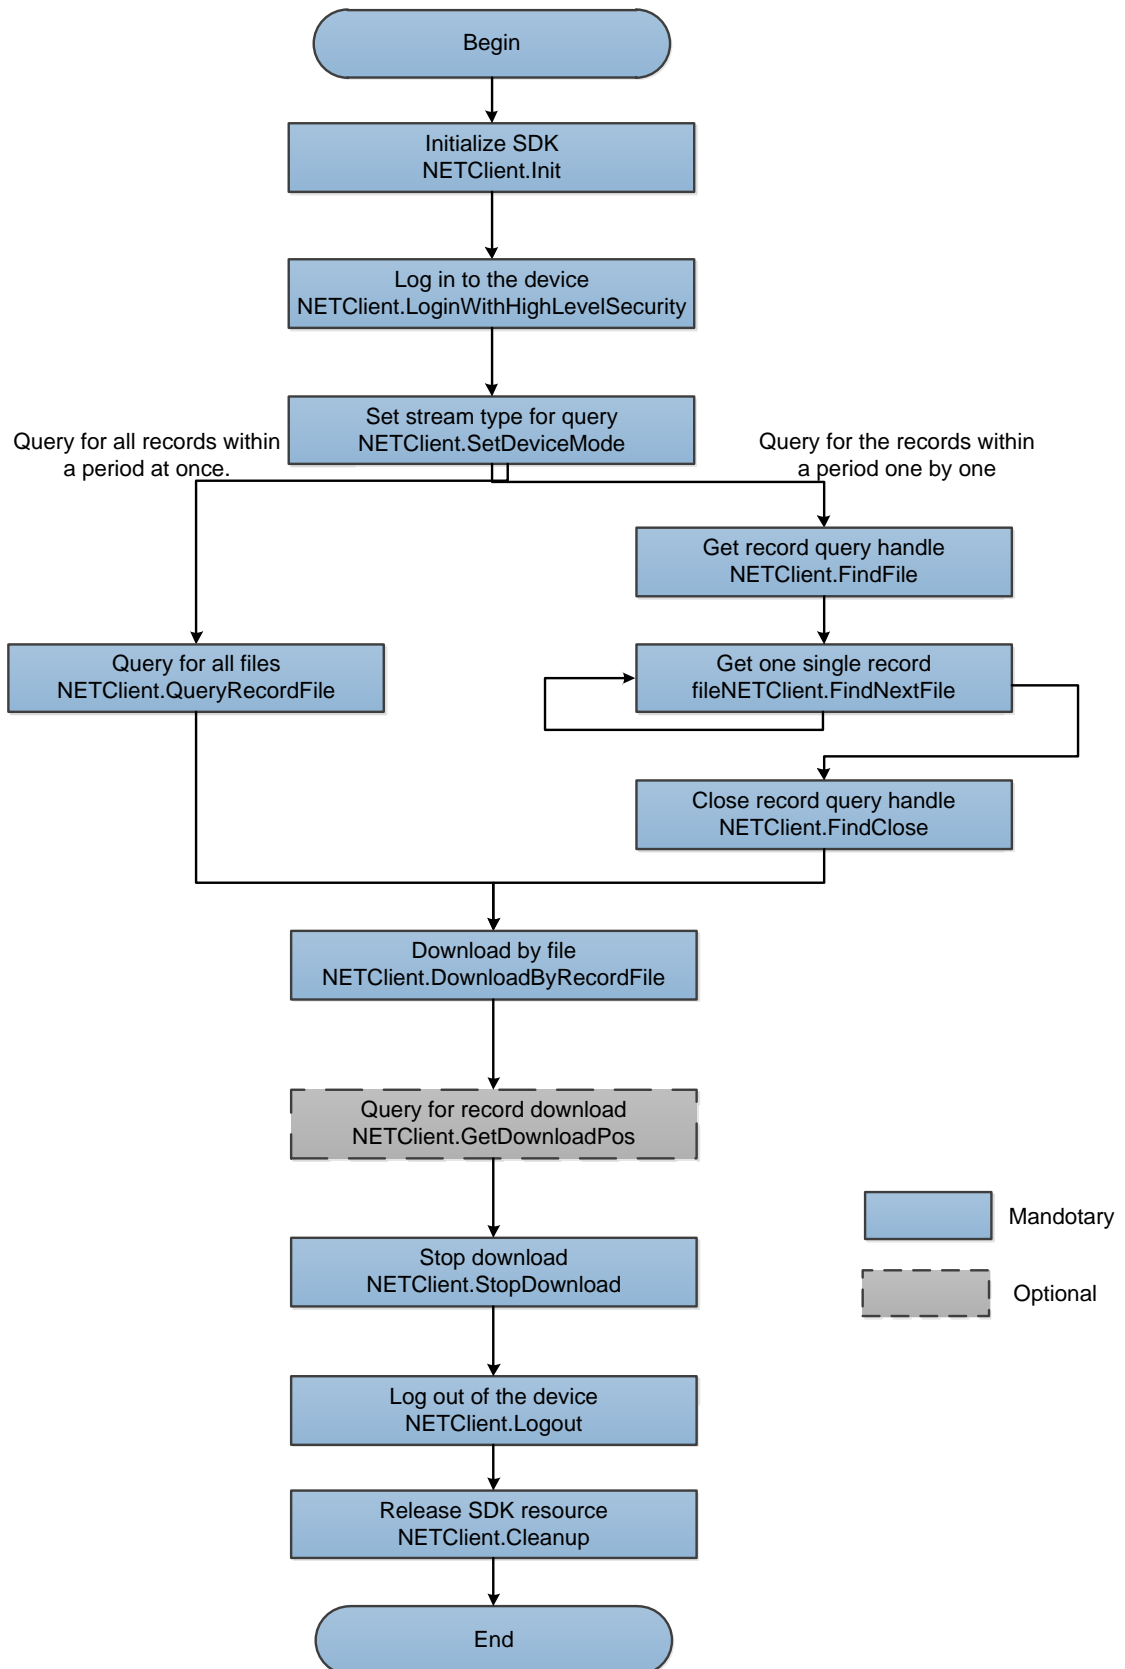 Begin
Initialize SDK
NETClient.Init
Log in to the device
NETClient.LoginWithHighLevelSecurity
Set stream type for query
NETClient.SetDeviceMode
Query for all records within
a period at once.
Query for the records within
a period one by one
Get record query handle
NETClient.FindFile
Query for all files
NETClient.QueryRecordFile
Get one single record
fileNETClient.FindNextFile
Close record query handle
NETClient.FindClose
Download by file
NETClient.DownloadByRecordFile
Query for record download
NETClient.GetDownloadPos
Mandotary
Stop download
NETClient.StopDownload
Optional
Log out of the device
NETClient.Logout
Release SDK resource
NETClient.Cleanup
End